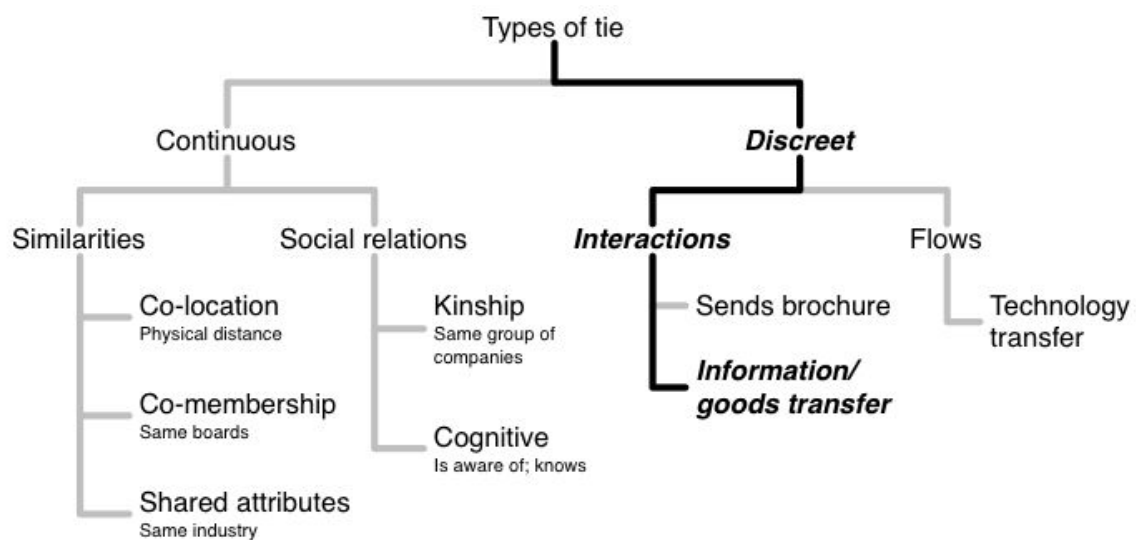 Types of tie
Continuous
Discreet
Similarities
Social relations
Interactions
Flows
Co-location
Physical distance
Co-membership
Same boards
Shared attributes
Same industry
Kinship
Same group of
companies
Cognitive
Is aware of; knows
Sends brochure
Information/
goods transfer
Technology
transfer